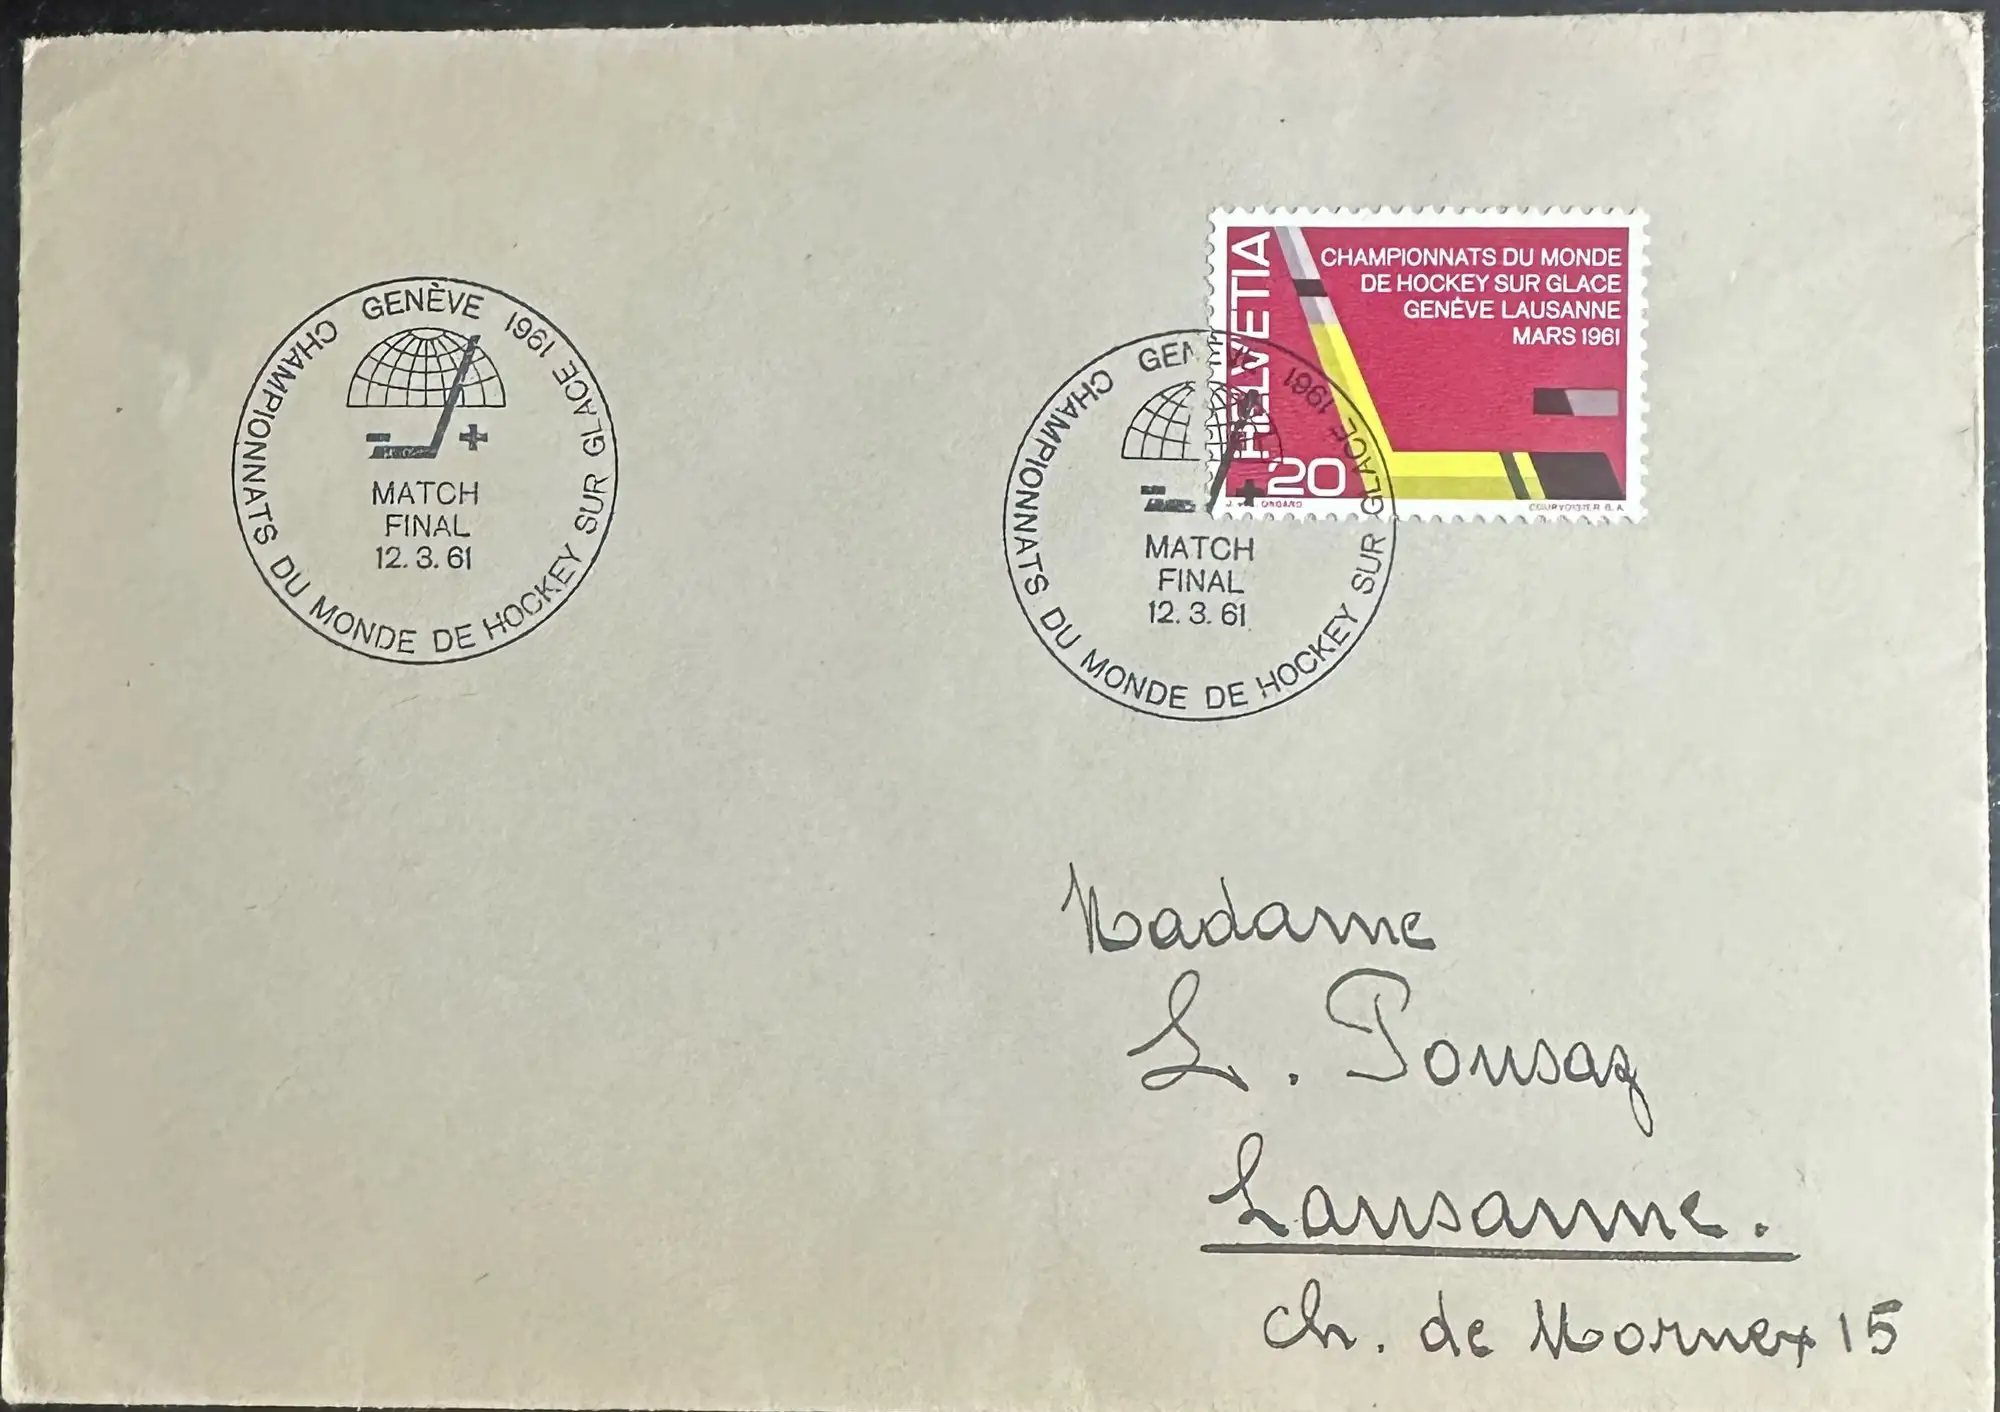 GENÈVE
CHAMPIONNATS DU MONDE DE HOCKEY SUR GLACE 1961
MATCH
FINAL
12. 3. 61
HELVETIA
CHAMPIONNATS DU MONDE
DE HOCKEY SUR GLACE
GENÈVE LAUSANNE
MARS 1961
20
COURVOISIER S.A.
GENÈVE
CHAMPIONNATS DU MONDE DE HOCKEY SUR GLACE 1961
MATCH
FINAL
12. 3. 61
Madame
L. Pousaz
Lausanne.
Ch. de Mornex 15